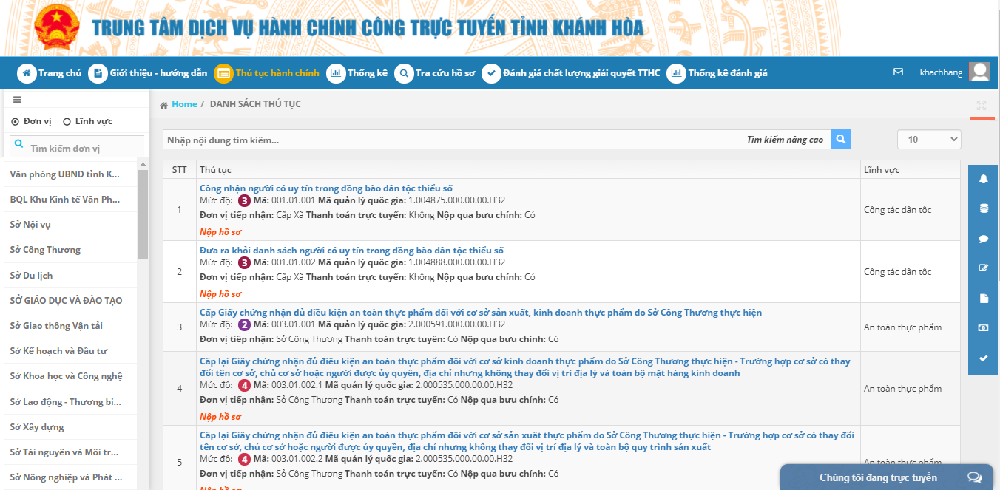 TRUNG TÂM DỊCH VỤ HÀNH CHÍNH CÔNG TRỰC TUYẾN TỈNH KHÁNH HÒA
Trang chủ Giới thiệu - hướng dẫn Thủ tục hành chính Thống kê Tra cứu hồ sơ Đánh giá chất lượng giải quyết TTHC Thống kê đánh giá khachhang
Home / DANH SÁCH THỦ TỤC
Đơn vị Lĩnh vực
Tìm kiếm đơn vị
Văn phòng UBND tỉnh K...
BQL Khu Kinh tế Vân Ph...
Sở Nội vụ
Sở Công Thương
Sở Du lịch
SỞ GIÁO DỤC VÀ ĐÀO TẠO
Sở Giao thông Vận tải
Sở Kế hoạch và Đầu tư
Sở Khoa học và Công nghệ
Sở Lao động - Thương bi...
Sở Xây dựng
Sở Tài nguyên và Môi tr...
Sở Nông nghiệp và Phát ...
Nhập nội dung tìm kiếm... Tìm kiếm nâng cao 10
STT Thủ tục Lĩnh vực
1 Công nhận người có uy tín trong đồng bào dân tộc thiểu số
Mức độ: 3 Mã: 001.01.001 Mã quản lý quốc gia: 1.004875.000.00.00.H32
Đơn vị tiếp nhận: Cấp Xã Thanh toán trực tuyến: Không Nộp qua bưu chính: Có
Nộp hồ sơ
Công tác dân tộc
2 Đưa ra khỏi danh sách người có uy tín trong đồng bào dân tộc thiểu số
Mức độ: 3 Mã: 001.01.002 Mã quản lý quốc gia: 1.004888.000.00.00.H32
Đơn vị tiếp nhận: Cấp Xã Thanh toán trực tuyến: Không Nộp qua bưu chính: Có
Nộp hồ sơ
Công tác dân tộc
3 Cấp Giấy chứng nhận đủ điều kiện an toàn thực phẩm đối với cơ sở sản xuất, kinh doanh thực phẩm do Sở Công Thương thực hiện
Mức độ: 2 Mã: 003.01.001 Mã quản lý quốc gia: 2.000591.000.00.00.H32
Đơn vị tiếp nhận: Sở Công Thương Thanh toán trực tuyến: Có Nộp qua bưu chính: Có
An toàn thực phẩm
4 Cấp lại Giấy chứng nhận đủ điều kiện an toàn thực phẩm đối với cơ sở kinh doanh thực phẩm do Sở Công Thương thực hiện - Trường hợp cơ sở có thay
đổi tên cơ sở, chủ cơ sở hoặc người được ủy quyền, địa chỉ nhưng không thay đổi vị trí địa lý và toàn bộ mặt hàng kinh doanh
Mức độ: 4 Mã: 003.01.002.1 Mã quản lý quốc gia: 2.000535.000.00.00.H32
Đơn vị tiếp nhận: Sở Công Thương Thanh toán trực tuyến: Có Nộp qua bưu chính: Có
Nộp hồ sơ
An toàn thực phẩm
5 Cấp lại Giấy chứng nhận đủ điều kiện an toàn thực phẩm đối với cơ sở sản xuất thực phẩm do Sở Công Thương thực hiện - Trường hợp cơ sở có thay đổi
tên cơ sở, chủ cơ sở hoặc người được ủy quyền, địa chỉ nhưng không thay đổi vị trí địa lý và toàn bộ quy trình sản xuất
Mức độ: 4 Mã: 003.01.002.2 Mã quản lý quốc gia: 2.000535.000.00.00.H32
Đơn vị tiếp nhận: Sở Công Thương Thanh toán trực tuyến: Có Nộp qua bưu chính: Có
Nộp hồ sơ
An toàn thực phẩm
Chúng tôi đang trực tuyến